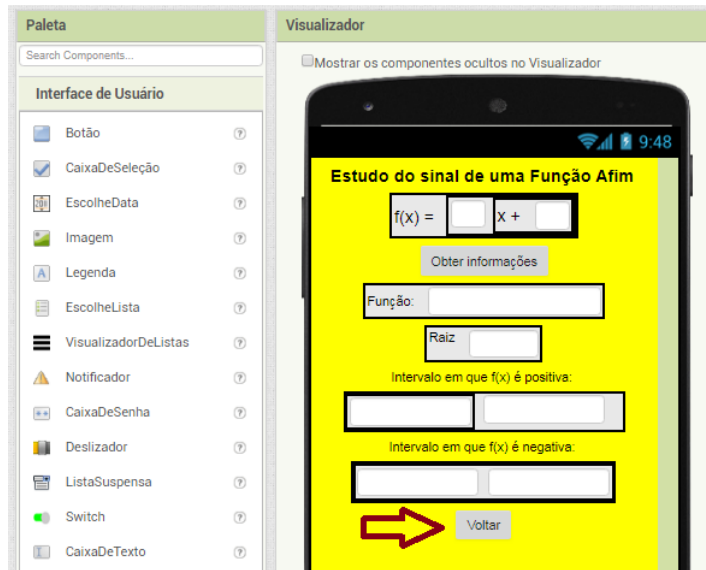 Paleta
Search Components...
Interface de Usuário
Botão
CaixaDeSeleção
EscolheData
Imagem
Legenda
EscolheLista
VisualizadorDeListas
Notificador
CaixaDeSenha
Deslizador
ListaSuspensa
Switch
CaixaDeTexto
Visualizador
Mostrar os componentes ocultos no Visualizador
9:48
Estudo do sinal de uma Função Afim
f(x) = x +
Obter informações
Função:
Raiz
Intervalo em que f(x) é positiva:
Intervalo em que f(x) é negativa:
Voltar